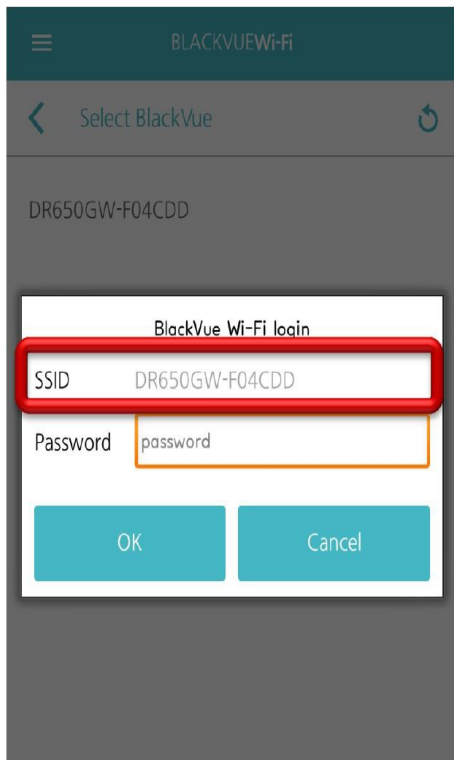 BLACKVUEWi-Fi
Select BlackVue
DR650GW-F04CDD
BlackVue Wi-Fi login
SSID DR650GW-F04CDD
Password password
OK Cancel